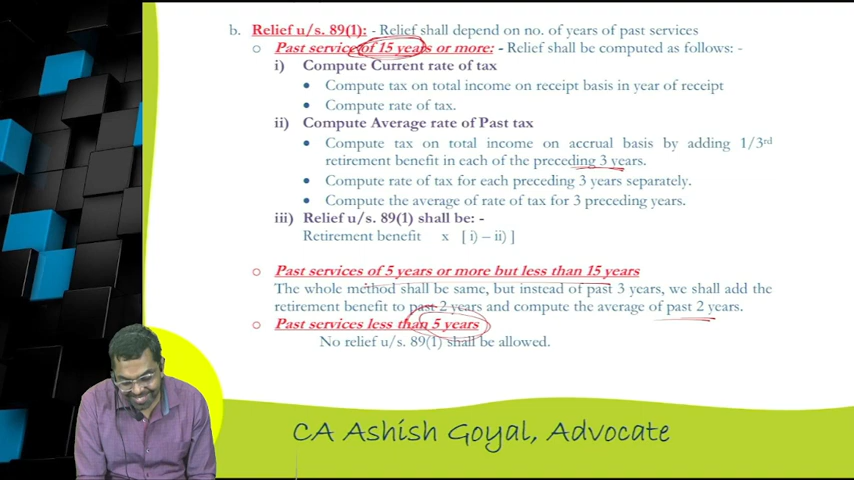 b. Relief u/s. 89(1): - Relief shall depend on no. of years of past services
o Past service of 15 years or more: - Relief shall be computed as follows: -
i) Compute Current rate of tax
• Compute tax on total income on receipt basis in year of receipt
• Compute rate of tax.
ii) Compute Average rate of Past tax
• Compute tax on total income on accrual basis by adding 1/3rd
retirement benefit in each of the preceding 3 years.
• Compute rate of tax for each preceding 3 years separately.
• Compute the average of rate of tax for 3 preceding years.
iii) Relief u/s. 89(1) shall be: -
Retirement benefit x [ i) – ii) ]
o Past services of 5 years or more but less than 15 years
The whole method shall be same, but instead of past 3 years, we shall add the
retirement benefit to past 2 years and compute the average of past 2 years.
o Past services less than 5 years
No relief u/s. 89(1) shall be allowed.
CA Ashish Goyal, Advocate